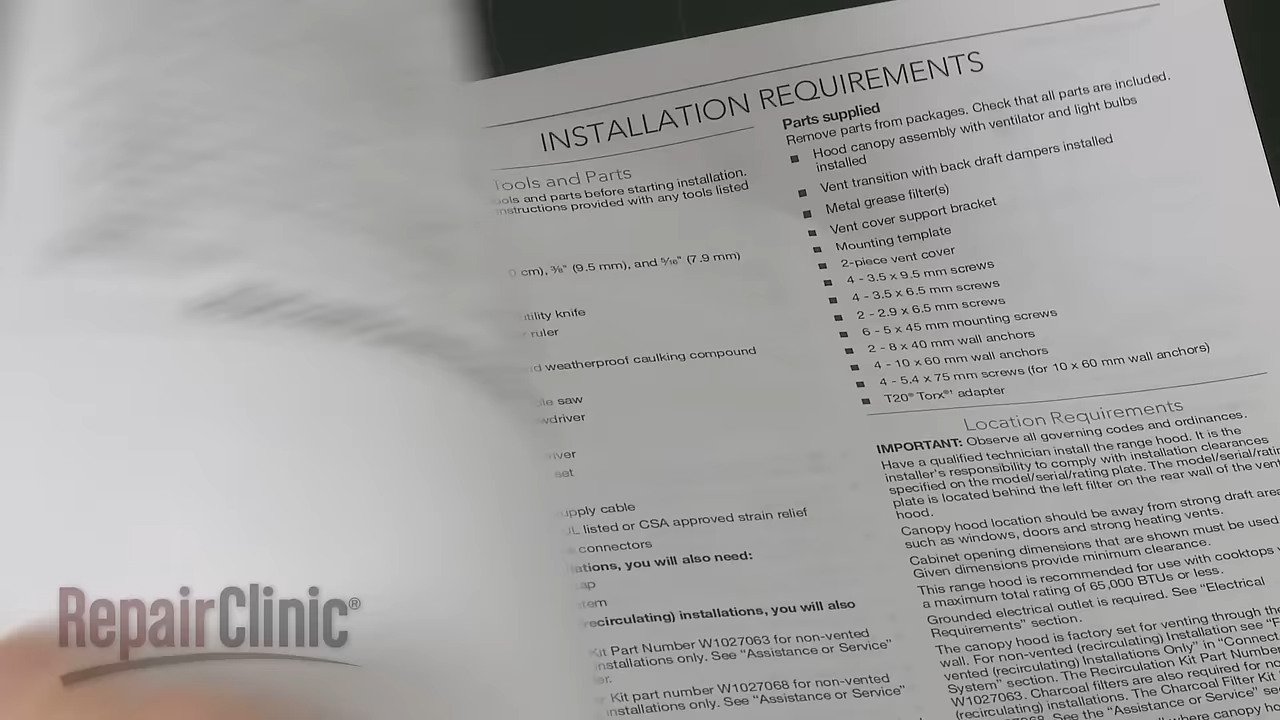 INSTALLATION REQUIREMENTS
Tools and Parts
tools and parts before starting installation.
instructions provided with any tools listed
cm), ³⁄₈" (9.5 mm), and ⁵⁄₁₆" (7.9 mm)
utility knife
ruler
weatherproof caulking compound
saw
set
supply cable
UL listed or CSA approved strain relief
connectors
you will also need:
(recirculating) installations, you will also
Kit Part Number W1027063 for non-vented
installations only. See "Assistance or Service"
Kit part number W1027068 for non-vented
installations only. See "Assistance or Service"
Parts supplied
Remove parts from packages. Check that all parts are included.
■ Hood canopy assembly with ventilator and light bulbs
installed
■ Vent transition with back draft dampers installed
■ Metal grease filter(s)
■ Vent cover support bracket
■ Mounting template
■ 2-piece vent cover
■ 4 - 3.5 x 9.5 mm screws
■ 4 - 3.5 x 6.5 mm screws
■ 2 - 2.9 x 6.5 mm screws
■ 6 - 5 x 45 mm mounting screws
■ 2 - 8 x 40 mm wall anchors
■ 4 - 10 x 60 mm wall anchors
■ 4 - 5.4 x 75 mm screws (for 10 x 60 mm wall anchors)
■ T20® Torx®† adapter
Location Requirements
IMPORTANT: Observe all governing codes and ordinances.
Have a qualified technician install the range hood. It is the
installer's responsibility to comply with installation clearances
specified on the model/serial/rating plate. The model/serial/rating
plate is located behind the left filter on the rear wall of the vent
hood.
Canopy hood location should be away from strong draft areas
such as windows, doors and strong heating vents.
Cabinet opening dimensions that are shown must be used.
Given dimensions provide minimum clearance.
This range hood is recommended for use with cooktops
a maximum total rating of 65,000 BTUs or less.
Grounded electrical outlet is required. See "Electrical
Requirements" section.
The canopy hood is factory set for venting through the
wall. For non-vented (recirculating) Installation see
vented (recirculating) Installations Only" in "Connect
System" section. The Recirculation Kit Part Number
W1027063. Charcoal filters are also required for
(recirculating) installations. The Charcoal Filter Kit
See the "Assistance or Service"
where canopy
RepairClinic®